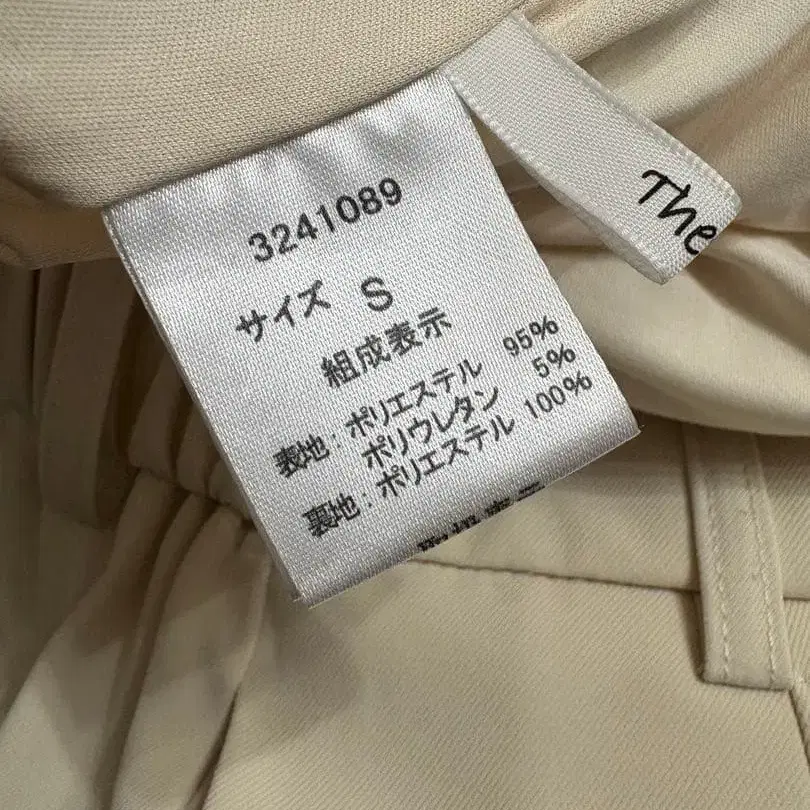 3241089
サイズ S
組成表示
表地：ポリエステル 95%
ポリウレタン 5%
裏地：ポリエステル 100%
The